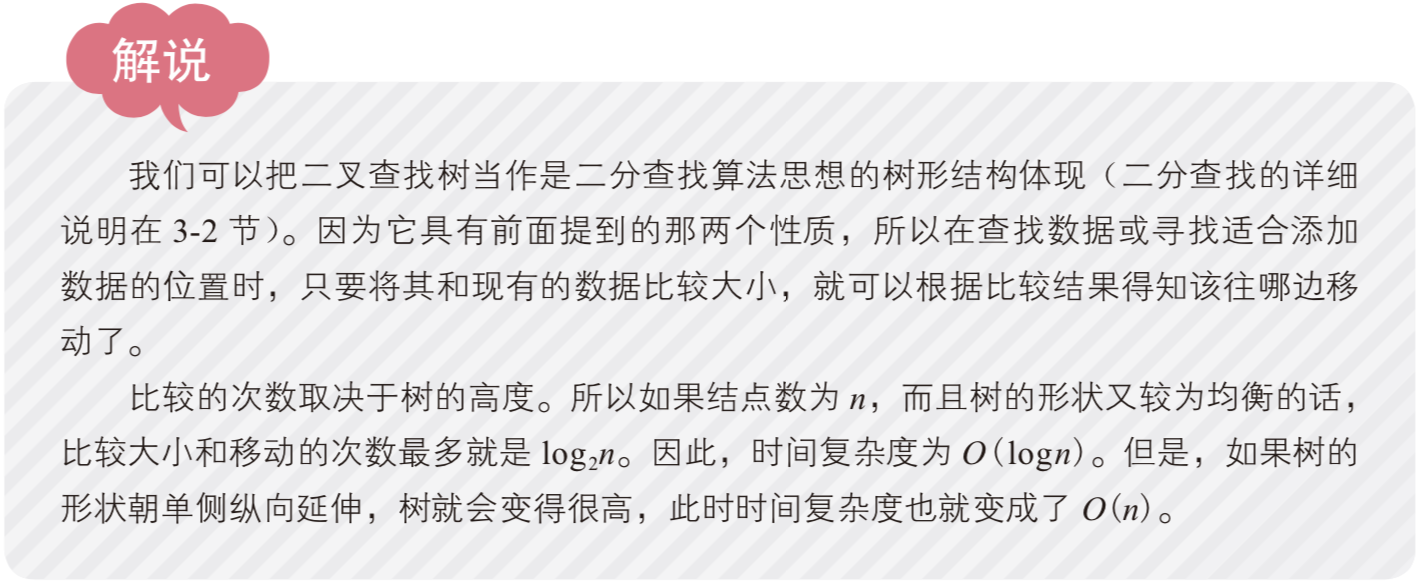 解说
我们可以把二叉查找树当作是二分查找算法思想的树形结构体现（二分查找的详细
说明在 3-2 节）。因为它具有前面提到的那两个性质，所以在查找数据或寻找适合添加
数据的位置时，只要将其和现有的数据比较大小，就可以根据比较结果得知该往哪边移
动了。
比较的次数取决于树的高度。所以如果结点数为 n，而且树的形状又较为均衡的话，
比较大小和移动的次数最多就是 log₂n。因此，时间复杂度为 O(logn)。但是，如果树的
形状朝单侧纵向延伸，树就会变得很高，此时时间复杂度也就变成了 O(n)。